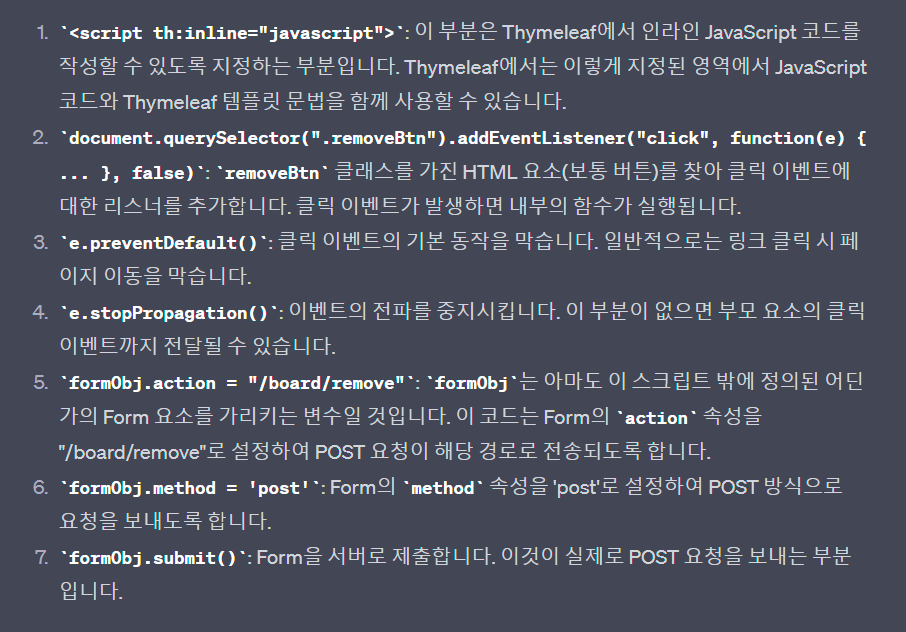 1. `<script th:inline="javascript">`: 이 부분은 Thymeleaf에서 인라인 JavaScript 코드를
작성할 수 있도록 지정하는 부분입니다. Thymeleaf에서는 이렇게 지정된 영역에서 JavaScript
코드와 Thymeleaf 템플릿 문법을 함께 사용할 수 있습니다.
2. `document.querySelector(".removeBtn").addEventListener("click", function(e) {
... }, false)`: `removeBtn` 클래스를 가진 HTML 요소(보통 버튼)를 찾아 클릭 이벤트에
대한 리스너를 추가합니다. 클릭 이벤트가 발생하면 내부의 함수가 실행됩니다.
3. `e.preventDefault()`: 클릭 이벤트의 기본 동작을 막습니다. 일반적으로는 링크 클릭 시 페
이지 이동을 막습니다.
4. `e.stopPropagation()`: 이벤트의 전파를 중지시킵니다. 이 부분이 없으면 부모 요소의 클릭
이벤트까지 전달될 수 있습니다.
5. `formObj.action = "/board/remove"`: `formObj`는 아마도 이 스크립트 밖에 정의된 어딘
가의 Form 요소를 가리키는 변수일 것입니다. 이 코드는 Form의 `action` 속성을
"/board/remove"로 설정하여 POST 요청이 해당 경로로 전송되도록 합니다.
6. `formObj.method = 'post'`: Form의 `method` 속성을 'post'로 설정하여 POST 방식으로
요청을 보내도록 합니다.
7. `formObj.submit()`: Form을 서버로 제출합니다. 이것이 실제로 POST 요청을 보내는 부분
입니다.